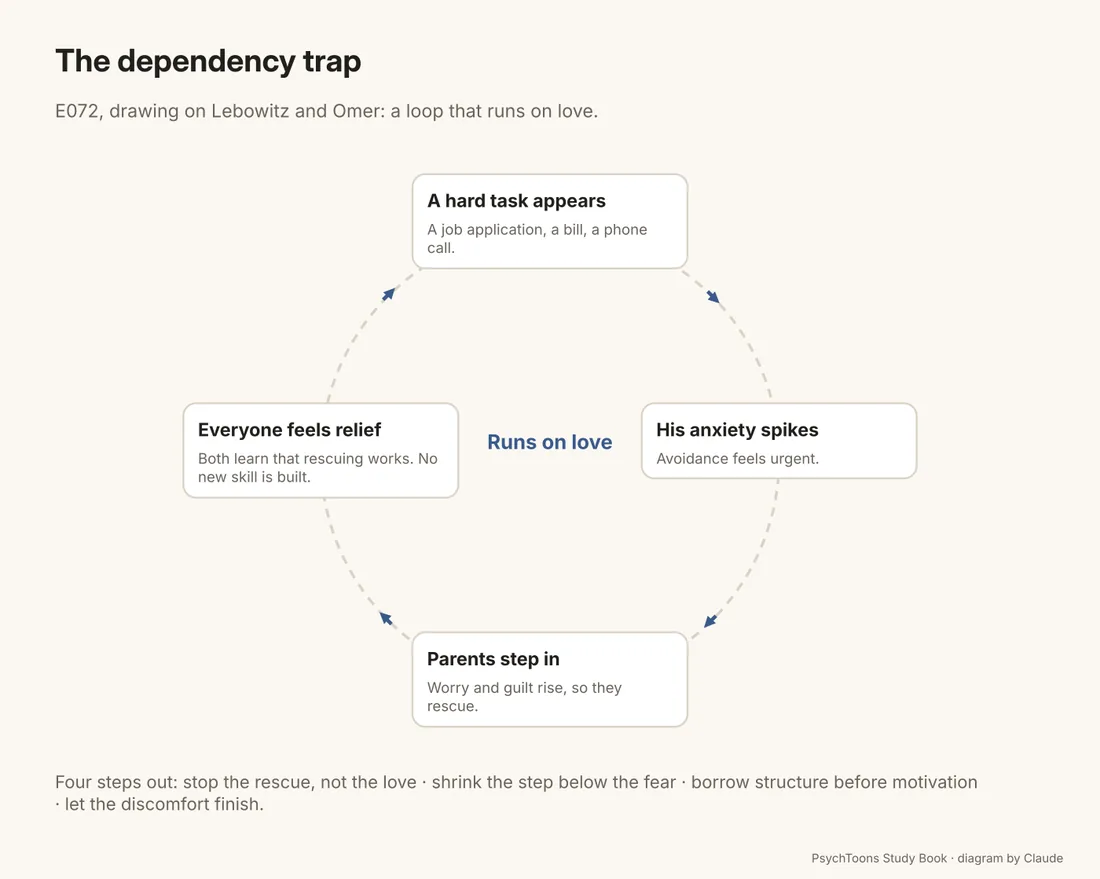 The dependency trap
E072, drawing on Lebowitz and Omer: a loop that runs on love.
A hard task appears
A job application, a bill, a phone
call.
Everyone feels relief
Both learn that rescuing works. No
new skill is built.
Runs on love
His anxiety spikes
Avoidance feels urgent.
Parents step in
Worry and guilt rise, so they
rescue.
Four steps out: stop the rescue, not the love · shrink the step below the fear · borrow structure before motivation
· let the discomfort finish.
PsychToons Study Book · diagram by Claude